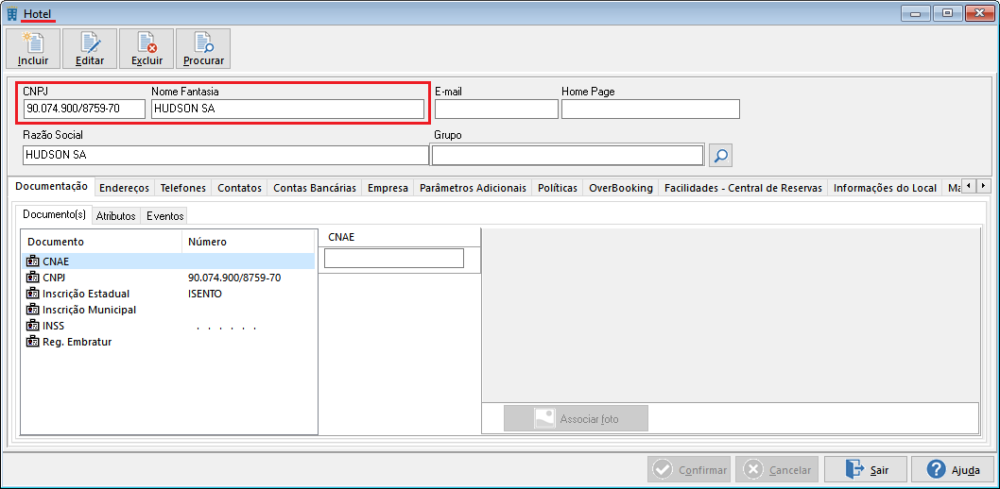 Hotel
Incluir Editar Excluir Procurar
CNPJ Nome Fantasia E-mail Home Page
90.074.900/8759-70 HUDSON SA
Razão Social Grupo
HUDSON SA
Documentação Endereços Telefones Contatos Contas Bancárias Empresa Parâmetros Adicionais Políticas OverBooking Facilidades - Central de Reservas Informações do Local
Documento(s) Atributos Eventos
Documento Número CNAE
CNAE
CNPJ 90.074.900/8759-70
Inscrição Estadual ISENTO
Inscrição Municipal
INSS . . . . . .
Reg. Embratur
Associar foto
Confirmar Cancelar Sair Ajuda